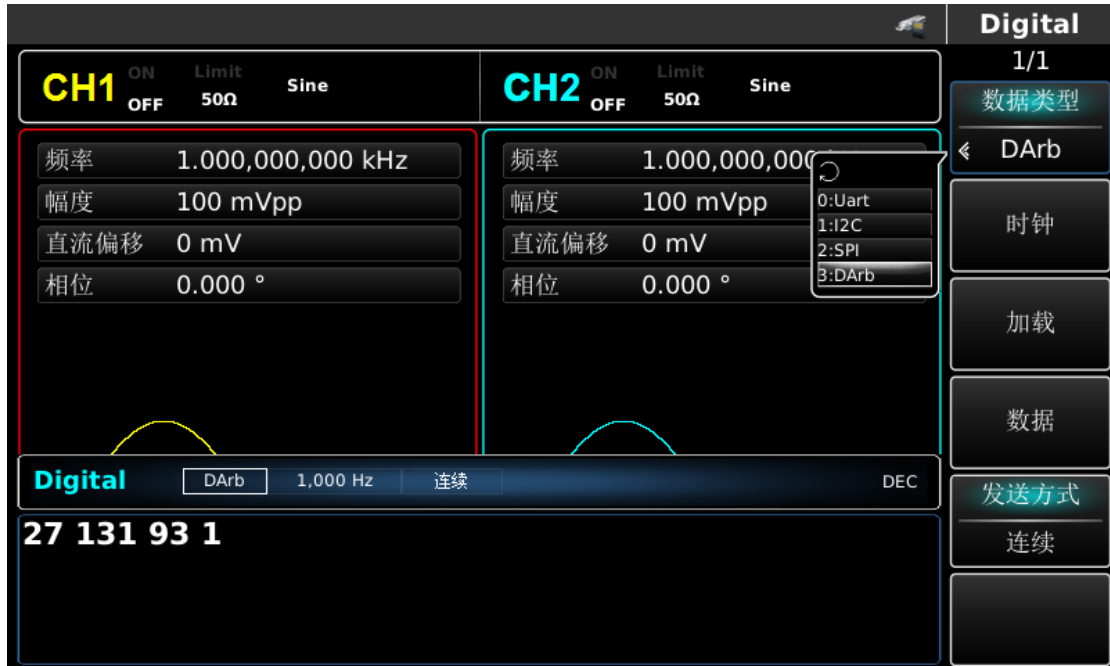 Digital
1/1
CH1 ON OFF Limit 50Ω Sine
CH2 ON OFF Limit 50Ω Sine
数据类型
DArb
频率 1.000,000,000 kHz
幅度 100 mVpp
直流偏移 0 mV
相位 0.000 °
频率 1.000,000,000
幅度 100 mVpp
直流偏移 0 mV
相位 0.000 °
0:Uart
1:I2C
2:SPI
3:DArb
时钟
加载
数据
发送方式
连续
Digital DArb 1,000 Hz 连续 DEC
27 131 93 1